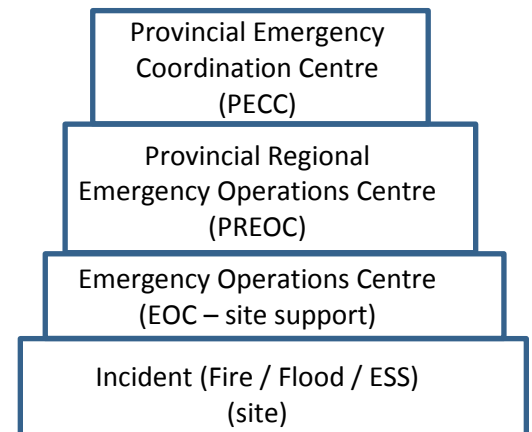 Provincial Emergency
Coordination Centre
(PECC)
Provincial Regional
Emergency Operations Centre
(PREOC)
Emergency Operations Centre
(EOC – site support)
Incident (Fire / Flood / ESS)
(site)